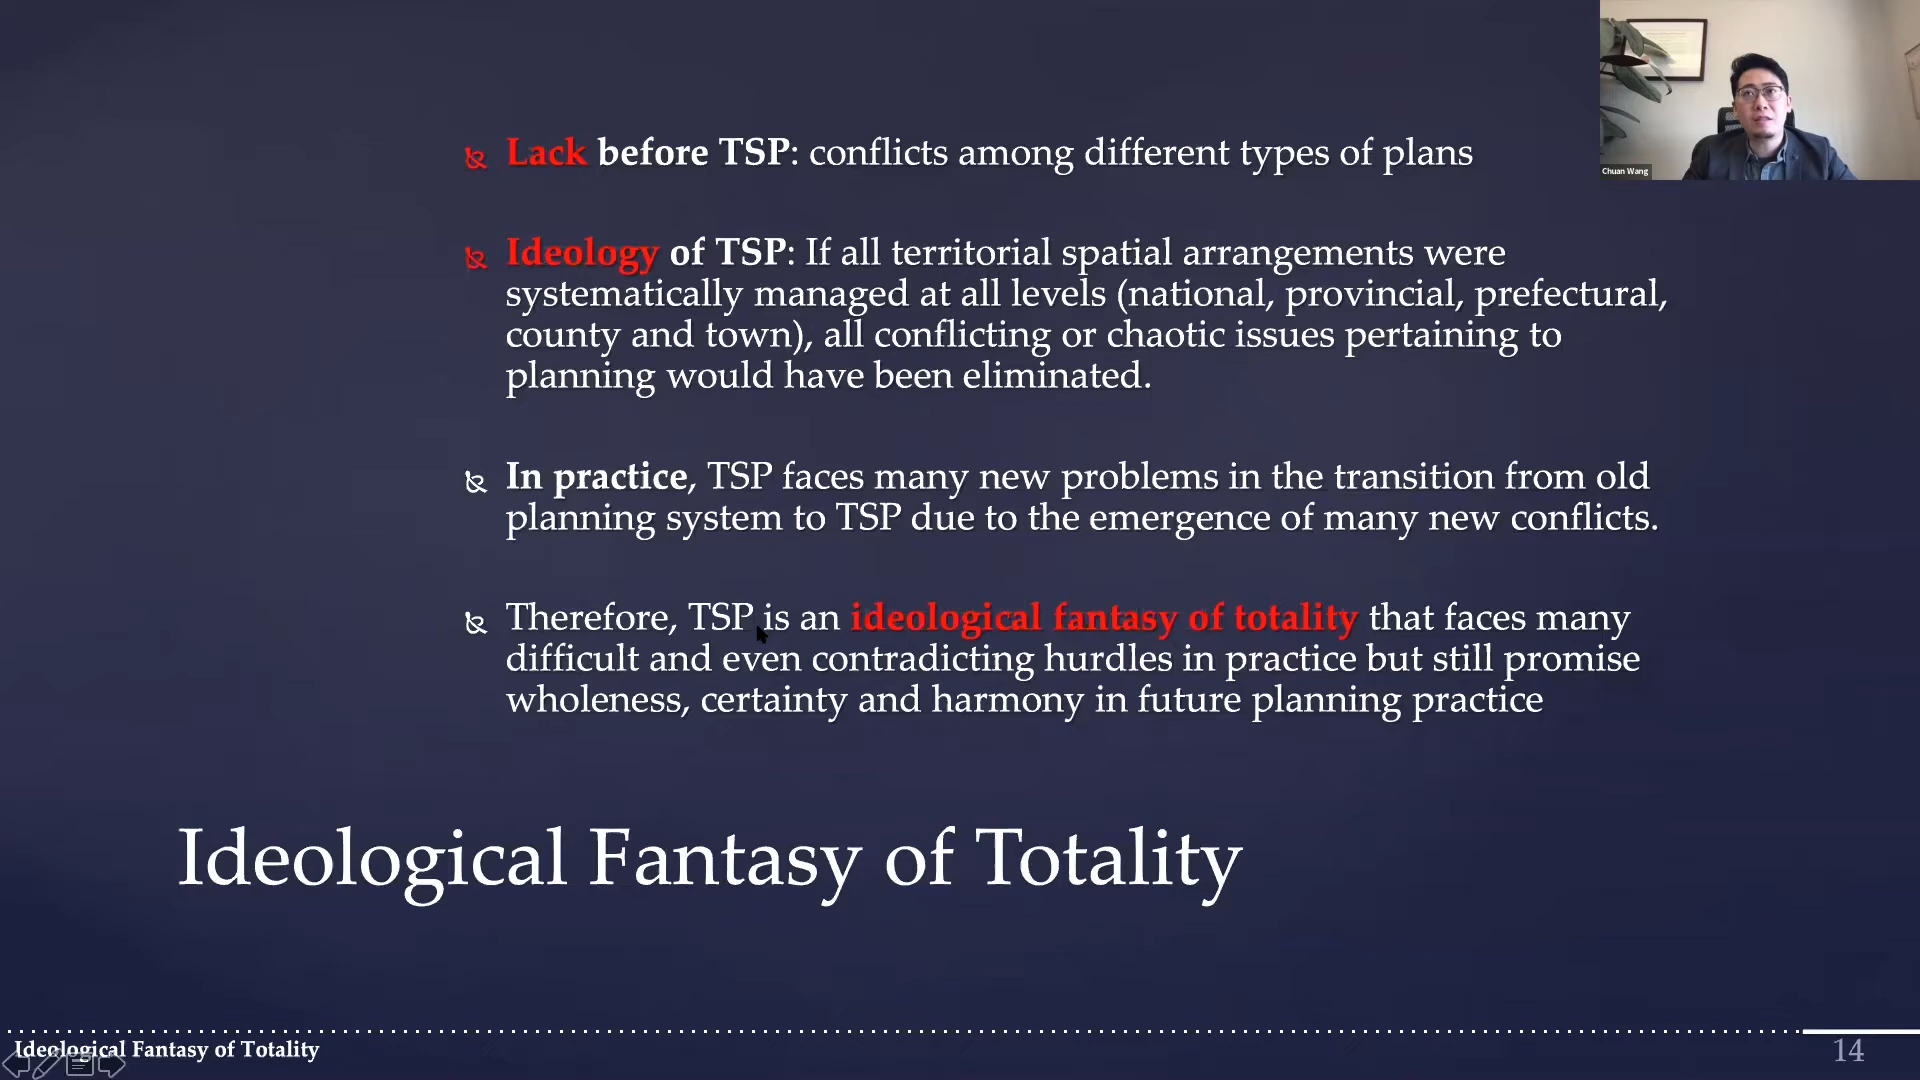 Chuan Wang
Lack before TSP: conflicts among different types of plans
Ideology of TSP: If all territorial spatial arrangements were
systematically managed at all levels (national, provincial, prefectural,
county and town), all conflicting or chaotic issues pertaining to
planning would have been eliminated.
In practice, TSP faces many new problems in the transition from old
planning system to TSP due to the emergence of many new conflicts.
Therefore, TSP is an ideological fantasy of totality that faces many
difficult and even contradicting hurdles in practice but still promise
wholeness, certainty and harmony in future planning practice
Ideological Fantasy of Totality
Ideological Fantasy of Totality
14